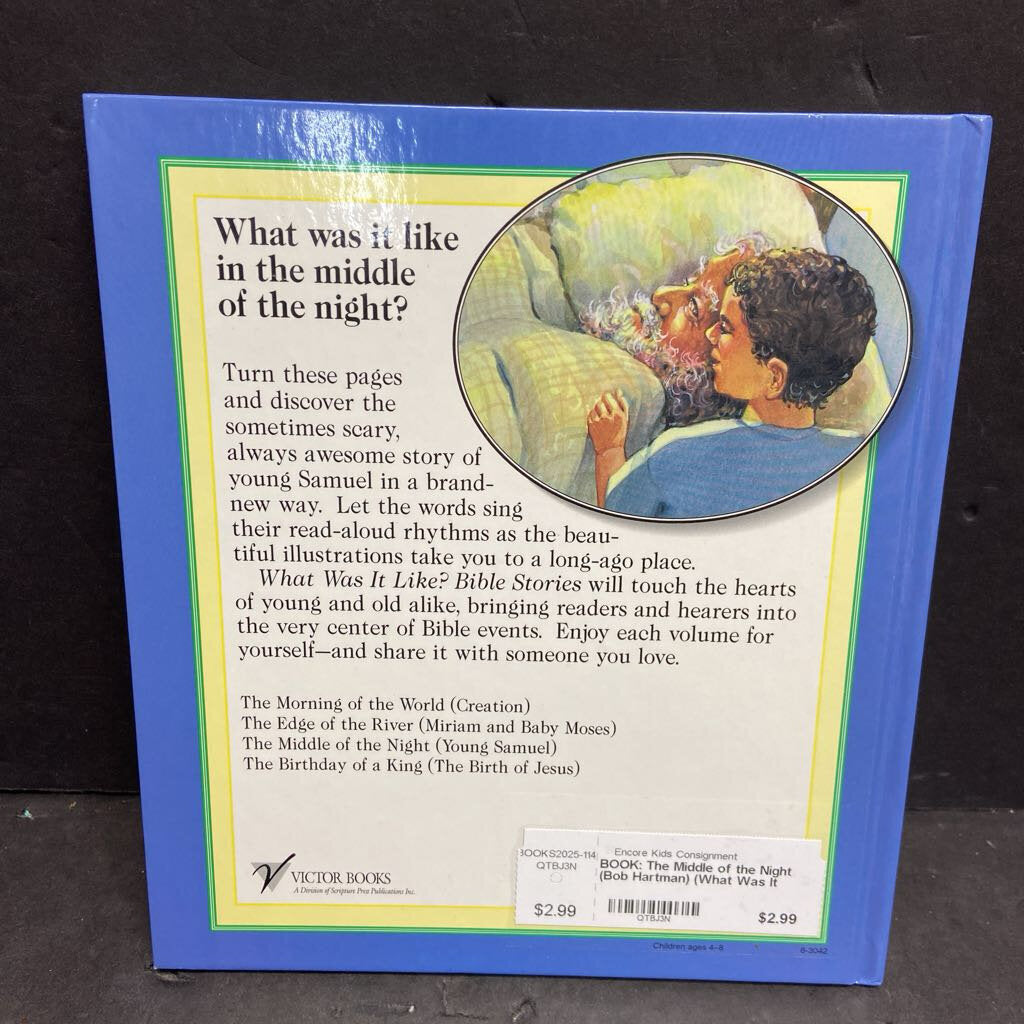 What was it like
in the middle
of the night?
Turn these pages
and discover the
sometimes scary,
always awesome story of
young Samuel in a brand-
new way. Let the words sing
their read-aloud rhythms as the beau-
tiful illustrations take you to a long-ago place.
What Was It Like? Bible Stories will touch the hearts
of young and old alike, bringing readers and hearers into
the very center of Bible events. Enjoy each volume for
yourself—and share it with someone you love.
The Morning of the World (Creation)
The Edge of the River (Miriam and Baby Moses)
The Middle of the Night (Young Samuel)
The Birthday of a King (The Birth of Jesus)
VICTOR BOOKS
A Division of Scripture Press Publications Inc.
BOOKS2025-114
QTBJ3N
$2.99
Encore Kids Consignment
BOOK: The Middle of the Night
(Bob Hartman) (What Was It
QTBJ3N
$2.99
Children ages 4–8
6-3042